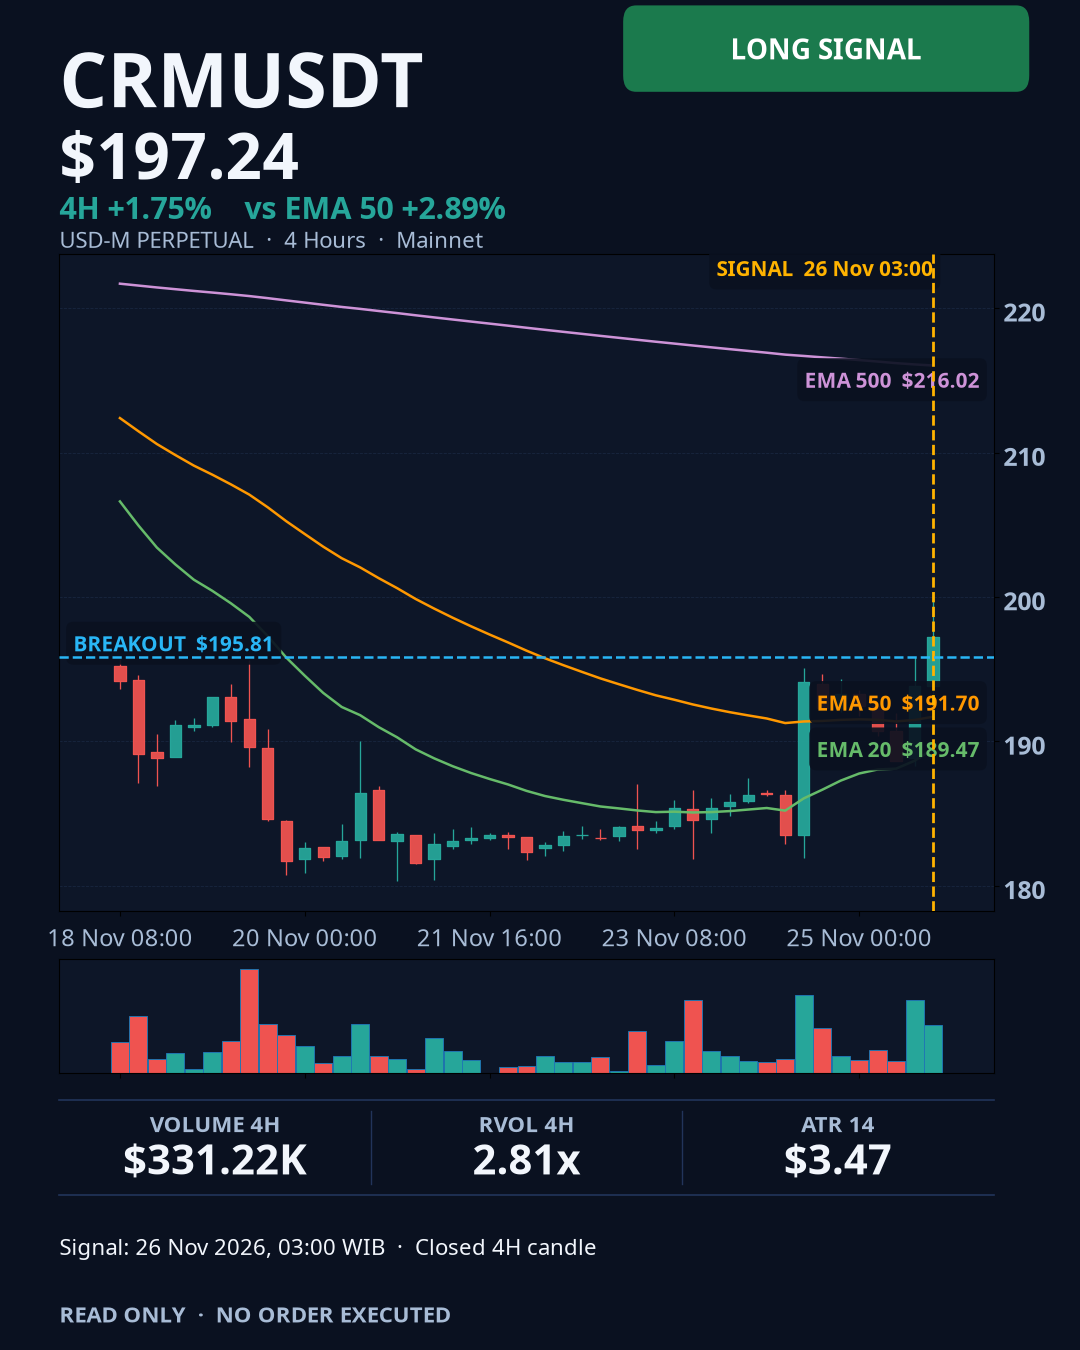 LONG SIGNAL
CRMUSDT
$197.24
4H +1.75% vs EMA 50 +2.89%
USD-M PERPETUAL · 4 Hours · Mainnet
SIGNAL 26 Nov 03:00
220
EMA 500 $216.02
210
200
BREAKOUT $195.81
EMA 50 $191.70
190
EMA 20 $189.47
180
18 Nov 08:00 20 Nov 00:00 21 Nov 16:00 23 Nov 08:00 25 Nov 00:00
VOLUME 4H RVOL 4H ATR 14
$331.22K 2.81x $3.47
Signal: 26 Nov 2026, 03:00 WIB · Closed 4H candle
READ ONLY · NO ORDER EXECUTED